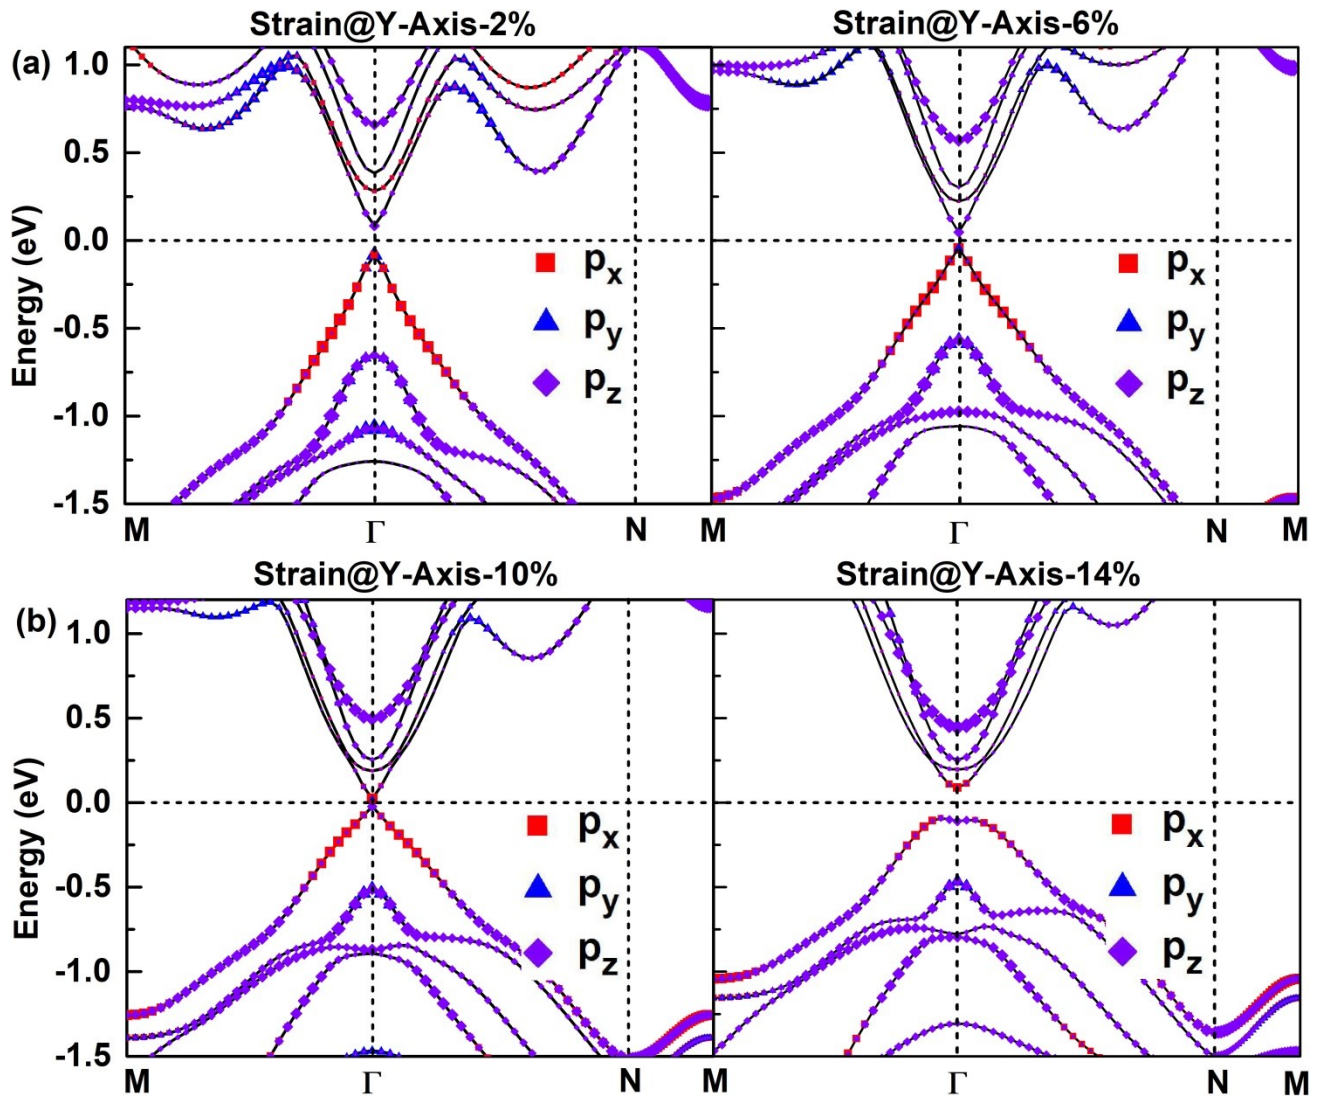 Strain@Y-Axis-2%
Strain@Y-Axis-6%
(a)
Energy (eV)
1.0
0.5
0.0
-0.5
-1.0
-1.5
px
py
pz
px
py
pz
M
Γ
N
M
Γ
N
M
Strain@Y-Axis-10%
Strain@Y-Axis-14%
(b)
Energy (eV)
1.0
0.5
0.0
-0.5
-1.0
-1.5
px
py
pz
px
py
pz
M
Γ
N
M
Γ
N
M